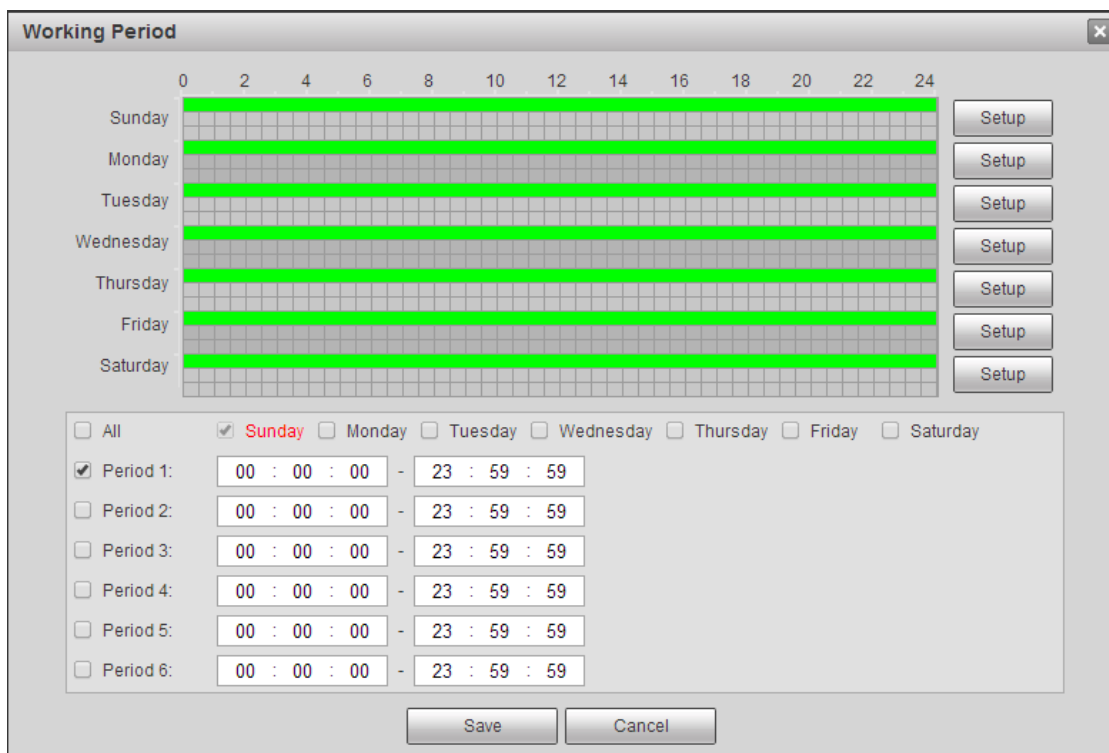 Working Period
0 2 4 6 8 10 12 14 16 18 20 22 24
Sunday Setup
Monday Setup
Tuesday Setup
Wednesday Setup
Thursday Setup
Friday Setup
Saturday Setup
All Sunday Monday Tuesday Wednesday Thursday Friday Saturday
Period 1: 00 : 00 : 00 - 23 : 59 : 59
Period 2: 00 : 00 : 00 - 23 : 59 : 59
Period 3: 00 : 00 : 00 - 23 : 59 : 59
Period 4: 00 : 00 : 00 - 23 : 59 : 59
Period 5: 00 : 00 : 00 - 23 : 59 : 59
Period 6: 00 : 00 : 00 - 23 : 59 : 59
Save Cancel